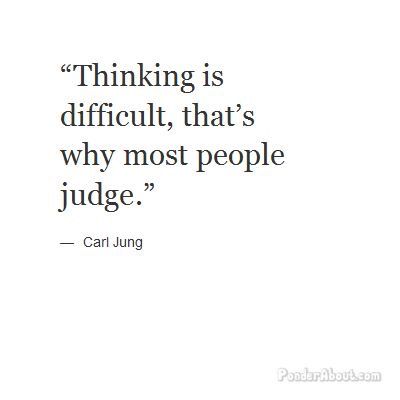 “Thinking is
difficult, that’s
why most people
judge.”
— Carl Jung
PonderAbout.com